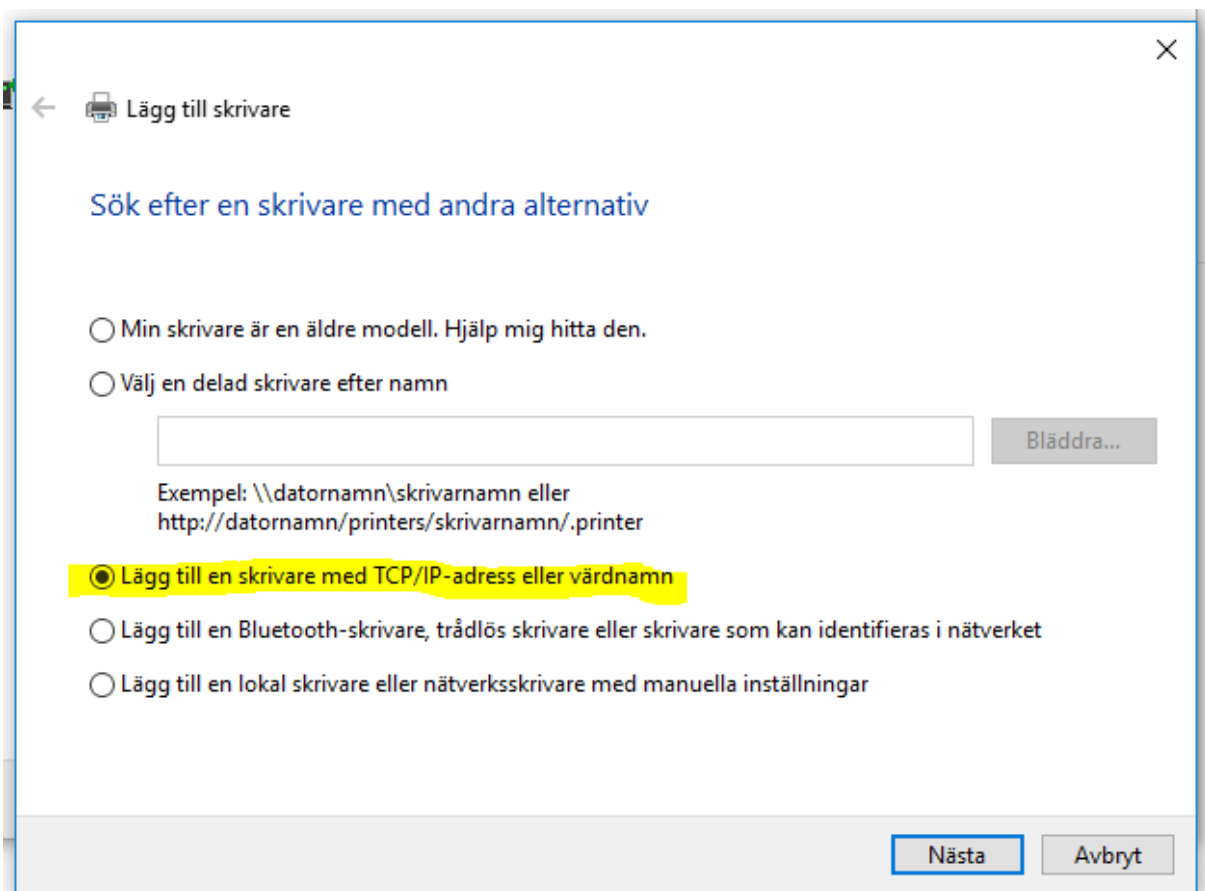 Lägg till skrivare
Sök efter en skrivare med andra alternativ
Min skrivare är en äldre modell. Hjälp mig hitta den.
Välj en delad skrivare efter namn
Bläddra...
Exempel: \\datornamn\skrivarnamn eller
http://datornamn/printers/skrivarnamn/.printer
Lägg till en skrivare med TCP/IP-adress eller värdnamn
Lägg till en Bluetooth-skrivare, trådlös skrivare eller skrivare som kan identifieras i nätverket
Lägg till en lokal skrivare eller nätverksskrivare med manuella inställningar
Nästa Avbryt